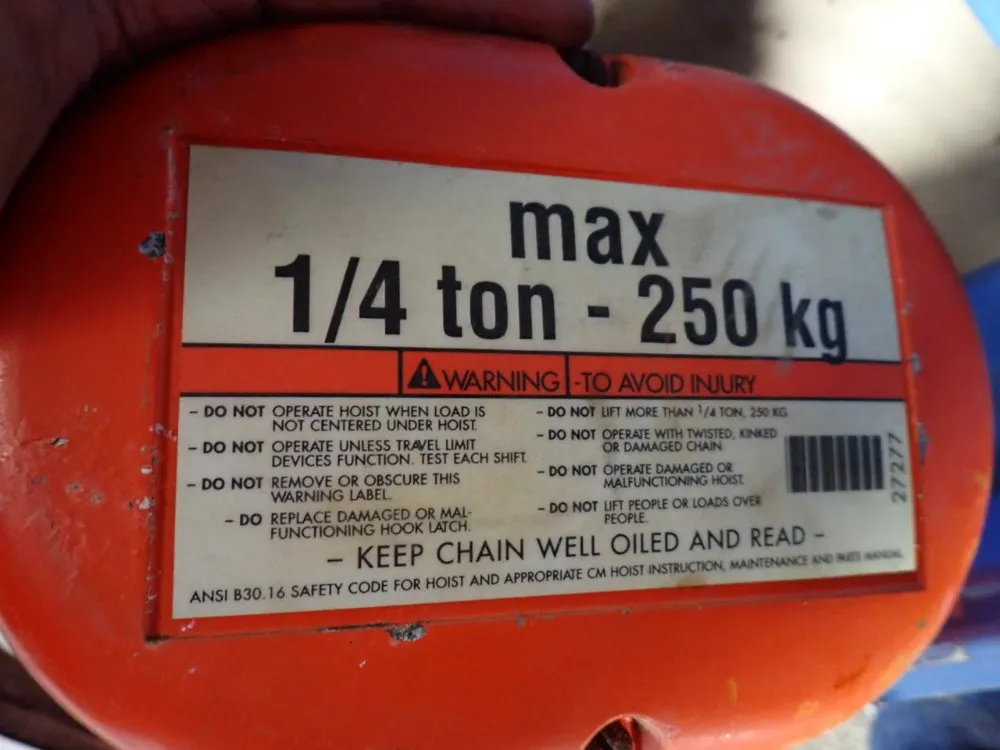 max
1/4 ton - 250 kg
WARNING -TO AVOID INJURY
- DO NOT OPERATE HOIST WHEN LOAD IS
NOT CENTERED UNDER HOIST.
- DO NOT OPERATE UNLESS TRAVEL LIMIT
DEVICES FUNCTION. TEST EACH SHIFT.
- DO NOT REMOVE OR OBSCURE THIS
WARNING LABEL.
- DO REPLACE DAMAGED OR MAL-
FUNCTIONING HOOK LATCH.
- DO NOT LIFT MORE THAN 1/4 TON, 250 KG.
- DO NOT OPERATE WITH TWISTED, KINKED
OR DAMAGED CHAIN.
- DO NOT OPERATE DAMAGED OR
MALFUNCTIONING HOIST.
- DO NOT LIFT PEOPLE OR LOADS OVER
PEOPLE.
27277
- KEEP CHAIN WELL OILED AND READ -
ANSI B30.16 SAFETY CODE FOR HOIST AND APPROPRIATE CM HOIST INSTRUCTION, MAINTENANCE AND PARTS MANUAL